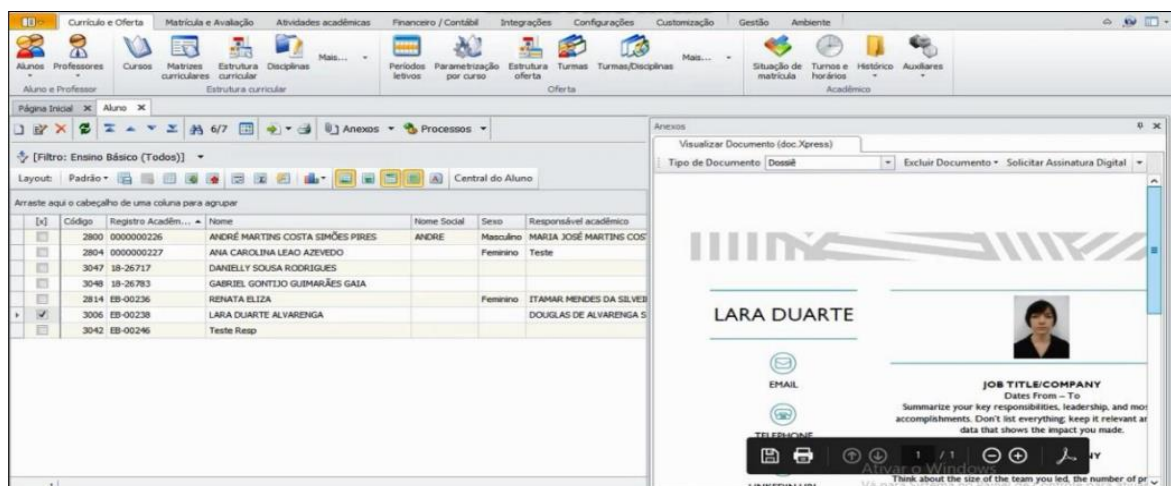 Currículo e Oferta Matrícula e Avaliação Atividades acadêmicas Financeiro / Contábil Integrações Configurações Customização Gestão Ambiente
Alunos Professores Cursos Matrizes curriculares Estrutura curricular Disciplinas Mais... Períodos letivos Parametrização por curso Estrutura oferta Turmas Turmas/Disciplinas Mais... Situação de matrícula Turnos e horários Histórico Auxiliares
Aluno e Professor Estrutura curricular Oferta Acadêmico
Página Inicial Aluno
6/7 Anexos Processos
[Filtro: Ensino Básico (Todos)]
Layout: Padrão Central do Aluno
Arraste aqui o cabeçalho de uma coluna para agrupar
[x] Código Registro Acadêm... Nome Nome Social Sexo Responsável acadêmico
2800 0000000226 ANDRÉ MARTINS COSTA SIMÕES PIRES ANDRE Masculino MARIA JOSÉ MARTINS COS
2804 0000000227 ANA CAROLINA LEAO AZEVEDO Feminino Teste
3047 18-26717 DANIELLY SOUSA RODRIGUES
3048 18-26783 GABRIEL GONTIJO GUIMARÃES GAIA
2814 EB-00236 RENATA ELIZA Feminino ITAMAR MENDES DA SILVEI
3006 EB-00238 LARA DUARTE ALVARENGA DOUGLAS DE ALVARENGA S
3042 EB-00246 Teste Resp
Anexos
Visualizar Documento (doc.Xpress)
Tipo de Documento Dossiê Excluir Documento Solicitar Assinatura Digital
LARA DUARTE
EMAIL
TELEPHONE
JOB TITLE/COMPANY
Dates From – To
Summarize your key responsibilities, leadership, and mos
accomplishments. Don't list everything; keep it relevant ar
data that shows the impact you made.
1 / 1
Ativar o Windows
Think about the size of the team you led, the number of pr